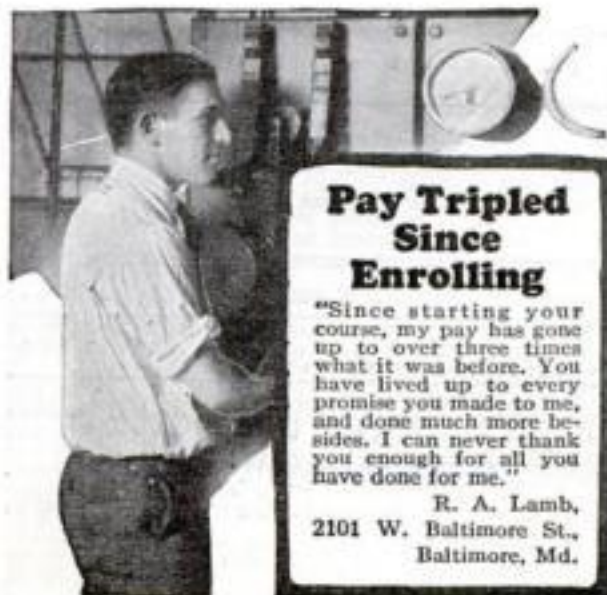 Pay Tripled
Since
Enrolling
"Since starting your
course, my pay has gone
up to over three times
what it was before. You
have lived up to every
promise you made to me,
and done much more be-
sides. I can never thank
you enough for all you
have done for me."
R. A. Lamb,
2101 W. Baltimore St.,
Baltimore, Md.